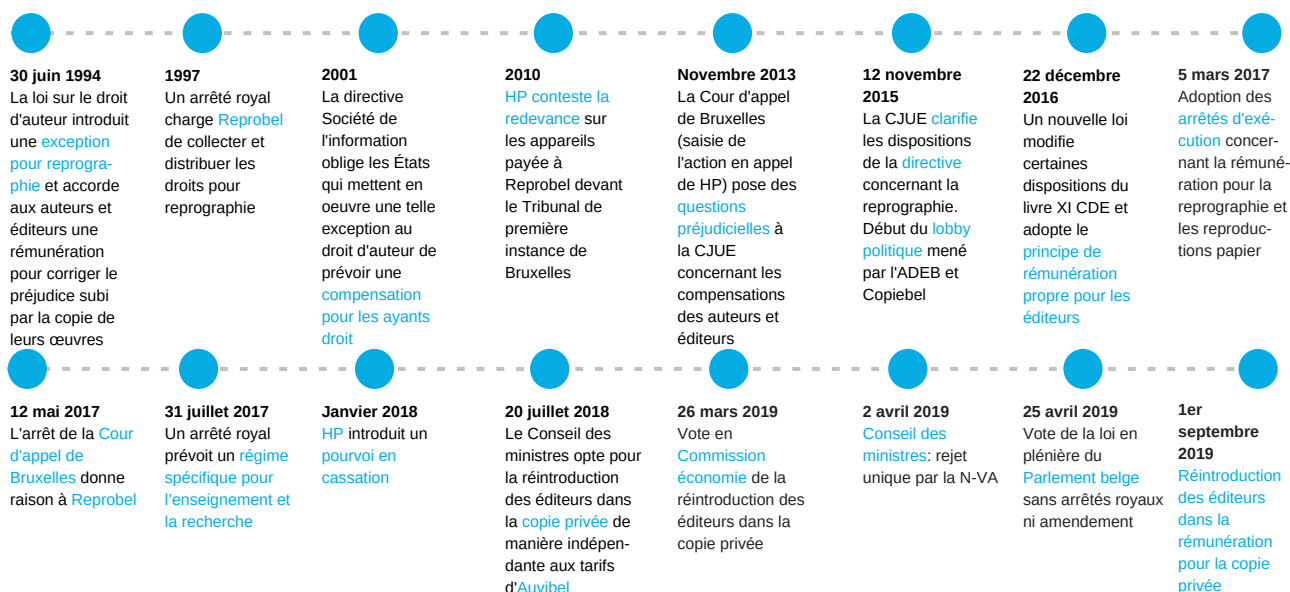 30 juin 1994
La loi sur le droit
d'auteur introduit
une exception
pour reprogra-
phie et accorde
aux auteurs et
éditeurs une
rémunération
pour corriger le
préjudice subi
par la copie de
leurs œuvres
1997
Un arrêté royal
charge Reprobel
de collecter et
distribuer les
droits pour
reprographie
2001
La directive
Société de
l'information
oblige les États
qui mettent en
oeuvre une telle
exception au
droit d'auteur de
prévoir une
compensation
pour les ayants
droit
2010
HP conteste la
redevance sur
les appareils
payée à
Reprobel devant
le Tribunal de
première
instance de
Bruxelles
Novembre 2013
La Cour d'appel
de Bruxelles
(saisie de
l'action en appel
de HP) pose des
questions
préjudicielles à
la CJUE
concernant les
compensations
des auteurs et
éditeurs
12 novembre
2015
La CJUE clarifie
les dispositions
de la directive
concernant la
reprographie.
Début du lobby
politique mené
par l'ADEB et
Copiebel
22 décembre
2016
Un nouvelle loi
modifie
certaines
dispositions du
livre XI CDE et
adopte le
principe de
rémunération
propre pour les
éditeurs
5 mars 2017
Adoption des
arrêtés d'exé-
cution concer-
nant la rémuné-
ration pour la
reprographie et
les reproduc-
tions papier
12 mai 2017
L'arrêt de la Cour
d'appel de
Bruxelles donne
raison à Reprobel
31 juillet 2017
Un arrêté royal
prévoit un régime
spécifique pour
l'enseignement et
la recherche
Janvier 2018
HP introduit un
pourvoi en
cassation
20 juillet 2018
Le Conseil des
ministres opte pour
la réintroduction
des éditeurs dans
la copie privée de
manière indépen-
dante aux tarifs
d'Auvibel
26 mars 2019
Vote en
Commission
économie de la
réintroduction des
éditeurs dans la
copie privée
2 avril 2019
Conseil des
ministres: rejet
unique par la N-VA
25 avril 2019
Vote de la loi en
plénière du
Parlement belge
sans arrêtés royaux
ni amendement
1er
septembre
2019
Réintroduction
des éditeurs
dans la
rémunération
pour la copie
privée